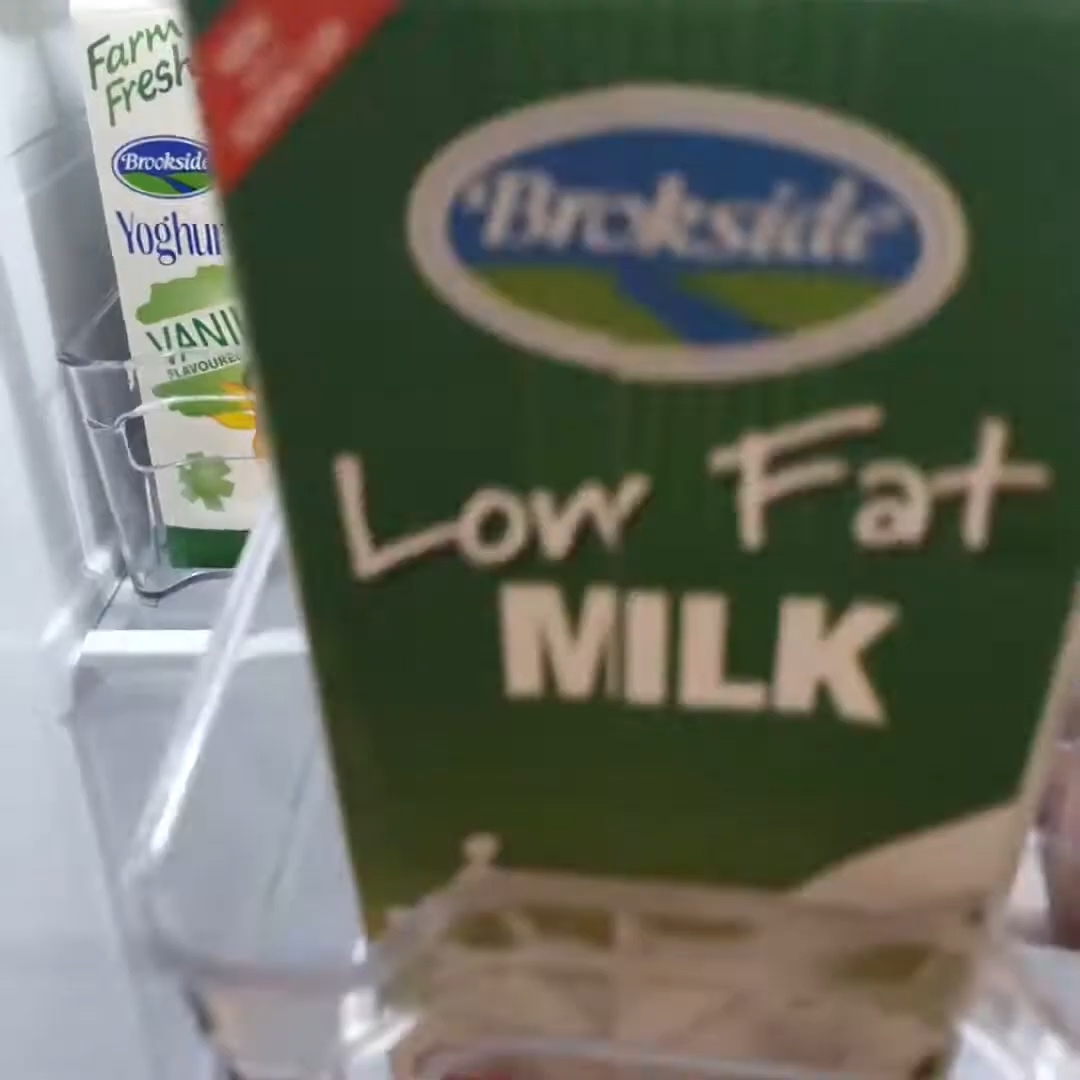 Farm
Fresh
Brookside
Yoghur
VANI
FLAVOURED
Brookside
Low Fat
MILK